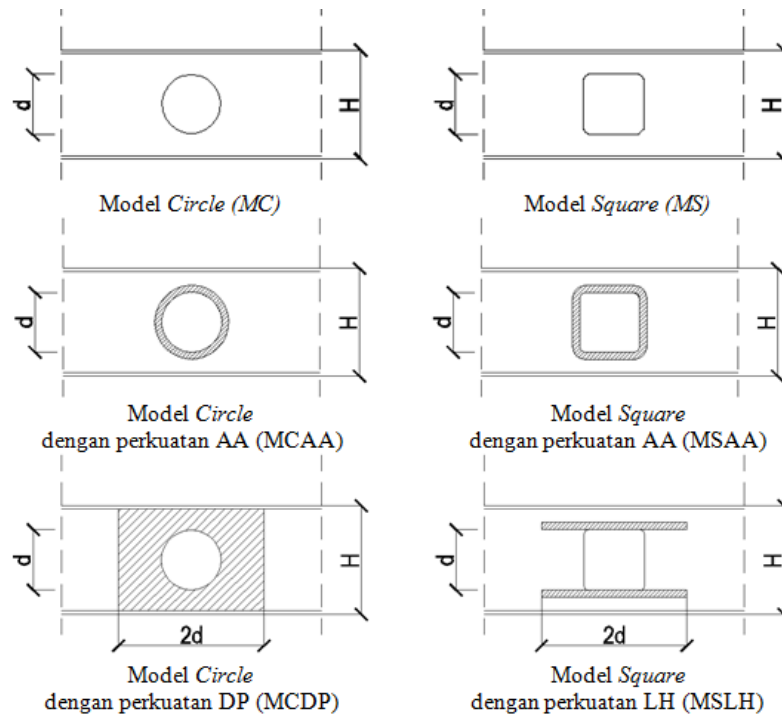 d
H
d
H
Model Circle (MC)
Model Square (MS)
d
H
d
H
Model Circle
dengan perkuatan AA (MCAA)
Model Square
dengan perkuatan AA (MSAA)
d
H
2d
d
H
2d
Model Circle
dengan perkuatan DP (MCDP)
Model Square
dengan perkuatan LH (MSLH)